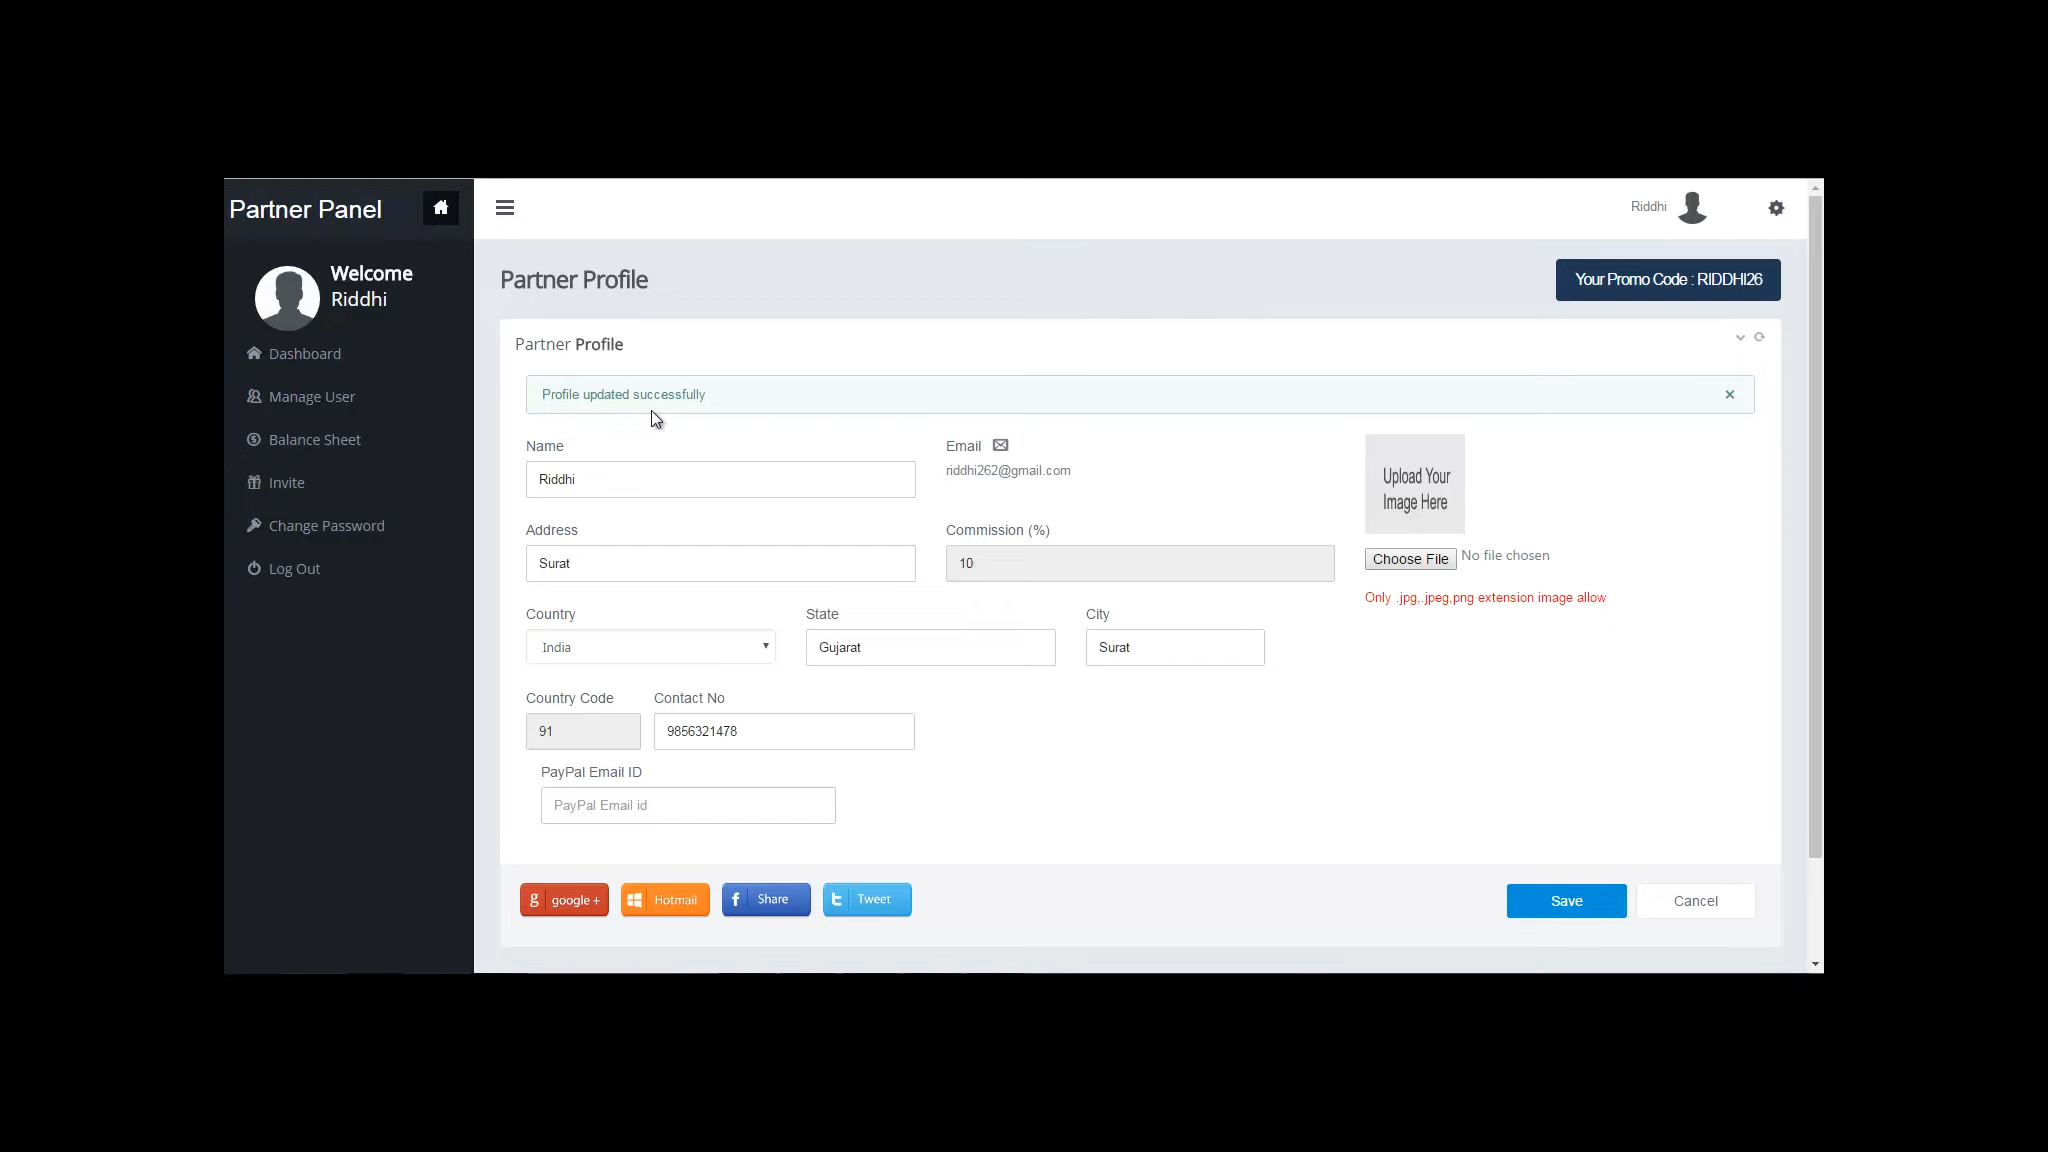 Partner Panel
Riddhi
Welcome
Riddhi
Dashboard
Manage User
Balance Sheet
Invite
Change Password
Log Out
Partner Profile
Your Promo Code : RIDDHI26
Partner Profile
Profile updated successfully
×
Name
Riddhi
Email
riddhi262@gmail.com
Upload Your
Image Here
Choose File No file chosen
Only .jpg,.jpeg,png extension image allow
Address
Surat
Commission (%)
10
Country
India
State
Gujarat
City
Surat
Country Code
91
Contact No
9856321478
PayPal Email ID
PayPal Email id
g google +
Hotmail
f Share
t Tweet
Save
Cancel